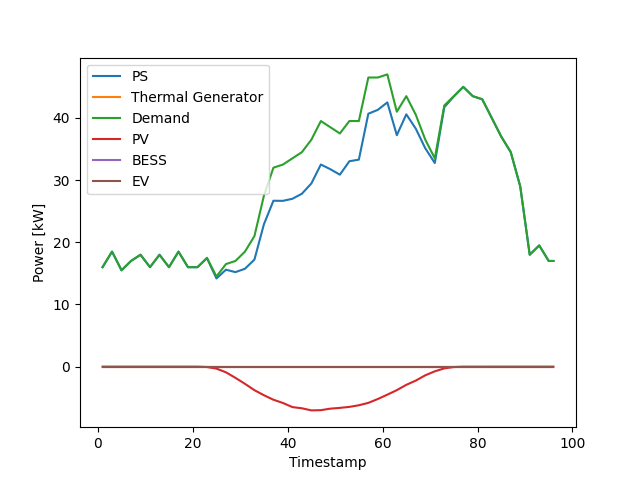 PS
Thermal Generator
Demand
PV
BESS
EV
Power [kW]
40
30
20
10
0
0 20 40 60 80 100
Timestamp